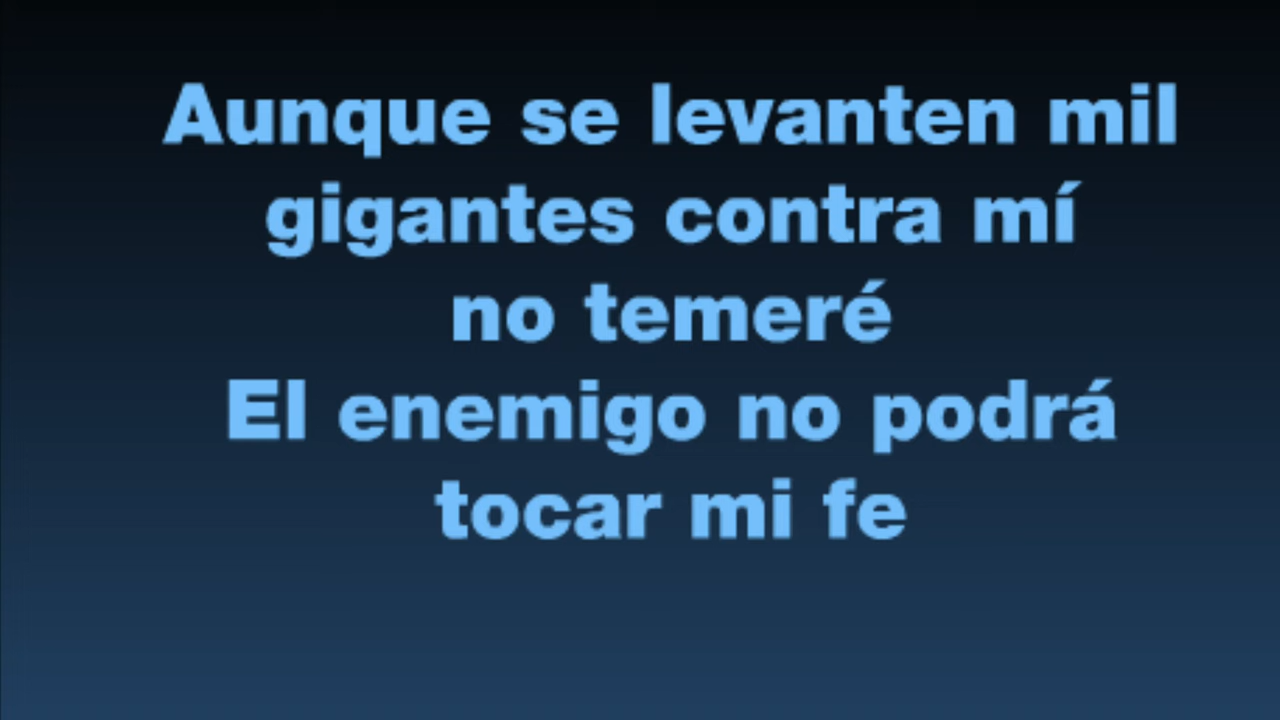 Aunque se levanten mil
gigantes contra mí
no temeré
El enemigo no podrá
tocar mi fe